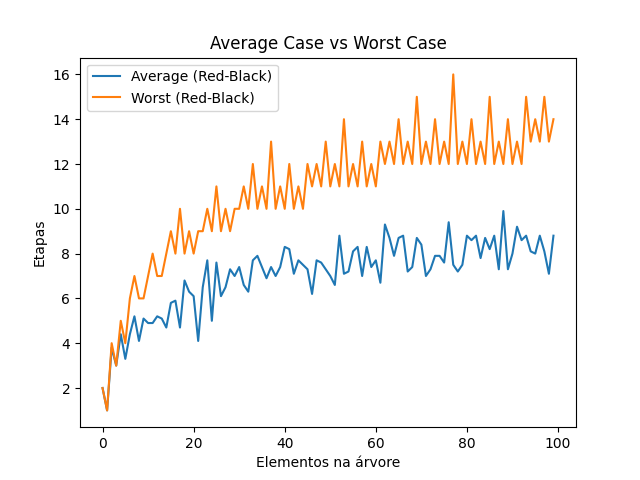 Average Case vs Worst Case
Average (Red-Black)
Worst (Red-Black)
16
14
12
10
8
6
4
2
Etapas
0
20
40
60
80
100
Elementos na árvore